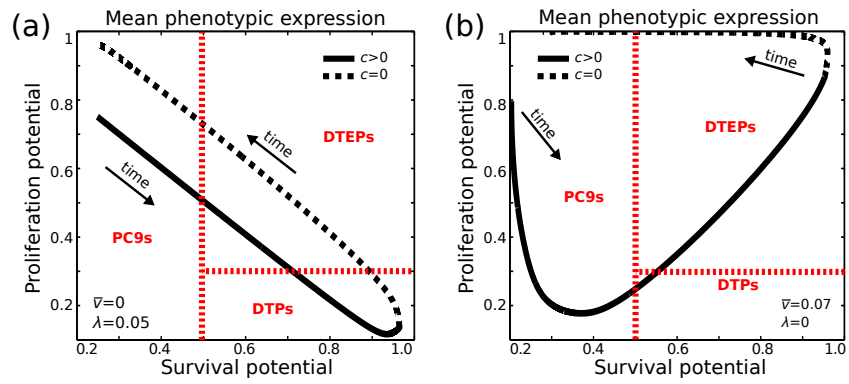 (a)
Mean phenotypic expression
Proliferation potential
1
0.8
0.6
0.4
0.2
c>0
c=0
time
DTEPs
time
PC9s
DTPs
v̅=0
λ=0.05
0.2
0.4
0.6
0.8
1.0
Survival potential
(b)
Mean phenotypic expression
Proliferation potential
1
0.8
0.6
0.4
0.2
c>0
c=0
time
time
DTEPs
PC9s
DTPs
v̅=0.07
λ=0
0.2
0.4
0.6
0.8
1.0
Survival potential